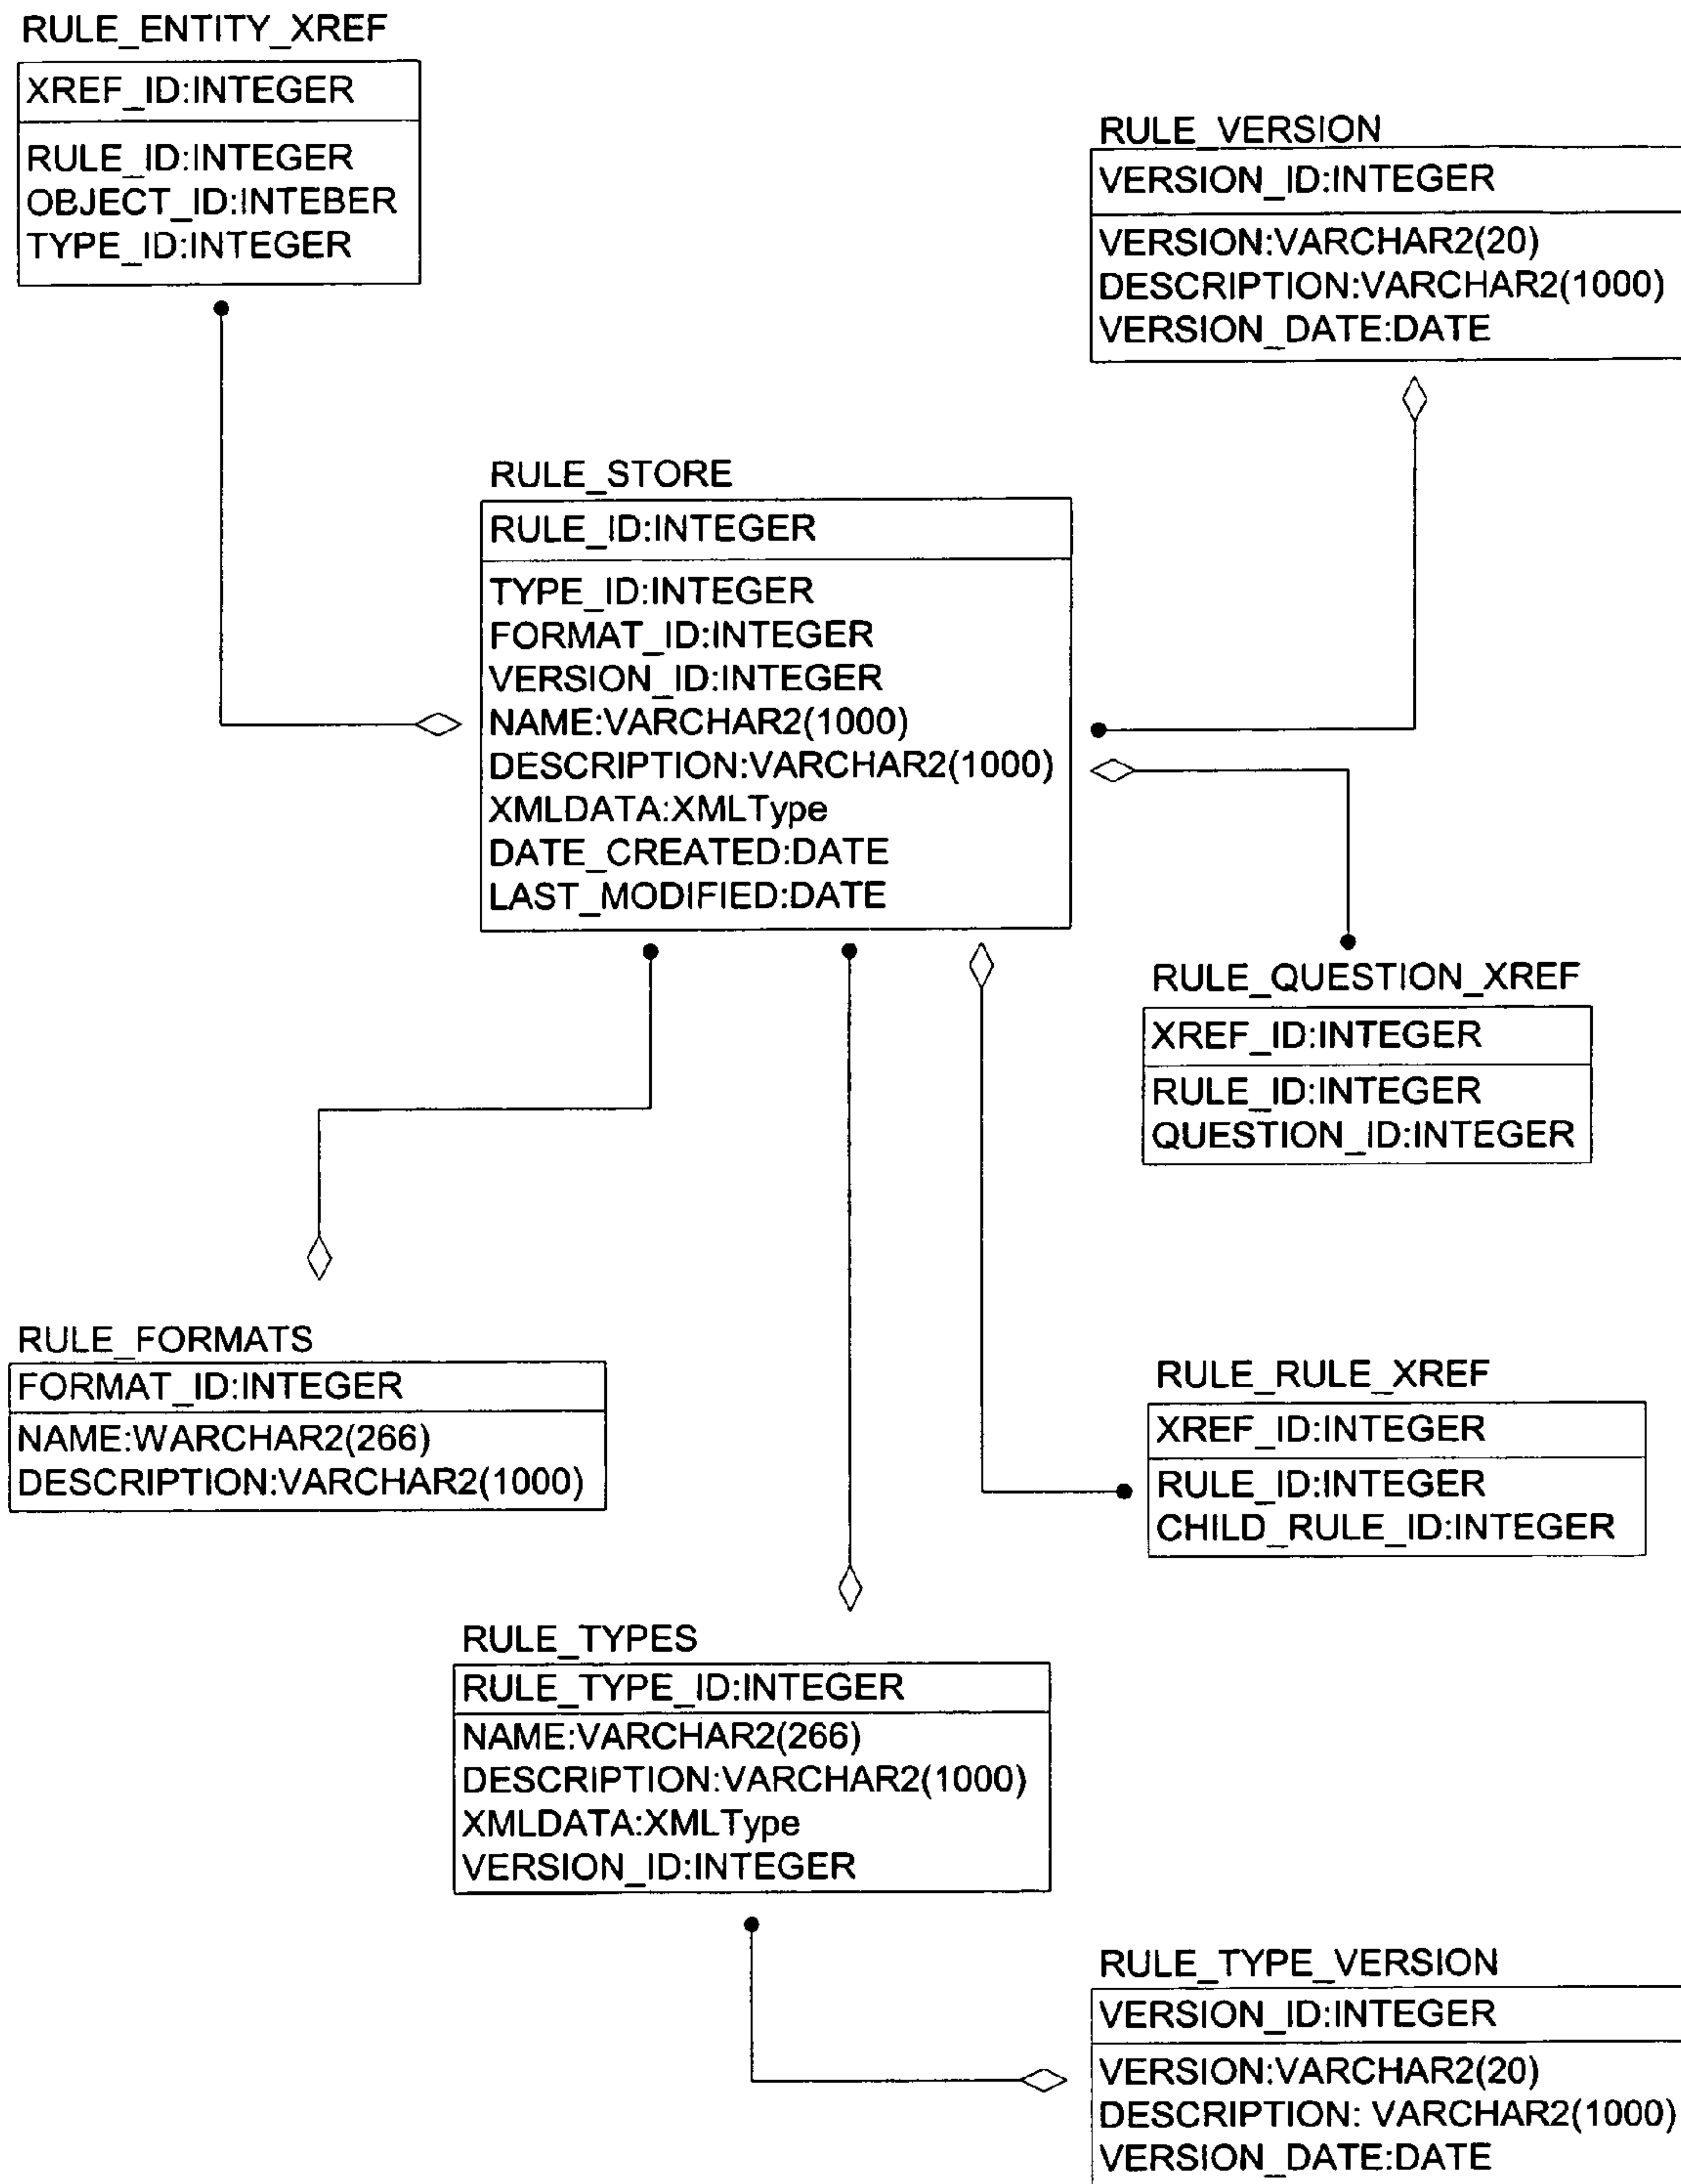 RULE_ENTITY_XREF
XREF_ID:INTEGER
RULE_ID:INTEGER
OBJECT_ID:INTEBER
TYPE_ID:INTEGER
RULE_VERSION
VERSION_ID:INTEGER
VERSION:VARCHAR2(20)
DESCRIPTION:VARCHAR2(1000)
VERSION_DATE:DATE
RULE_STORE
RULE_ID:INTEGER
TYPE_ID:INTEGER
FORMAT_ID:INTEGER
VERSION_ID:INTEGER
NAME:VARCHAR2(1000)
DESCRIPTION:VARCHAR2(1000)
XMLDATA:XMLType
DATE_CREATED:DATE
LAST_MODIFIED:DATE
RULE_QUESTION_XREF
XREF_ID:INTEGER
RULE_ID:INTEGER
QUESTION_ID:INTEGER
RULE_FORMATS
FORMAT_ID:INTEGER
NAME:WARCHAR2(266)
DESCRIPTION:VARCHAR2(1000)
RULE_RULE_XREF
XREF_ID:INTEGER
RULE_ID:INTEGER
CHILD_RULE_ID:INTEGER
RULE_TYPES
RULE_TYPE_ID:INTEGER
NAME:VARCHAR2(266)
DESCRIPTION:VARCHAR2(1000)
XMLDATA:XMLType
VERSION_ID:INTEGER
RULE_TYPE_VERSION
VERSION_ID:INTEGER
VERSION:VARCHAR2(20)
DESCRIPTION: VARCHAR2(1000)
VERSION_DATE:DATE